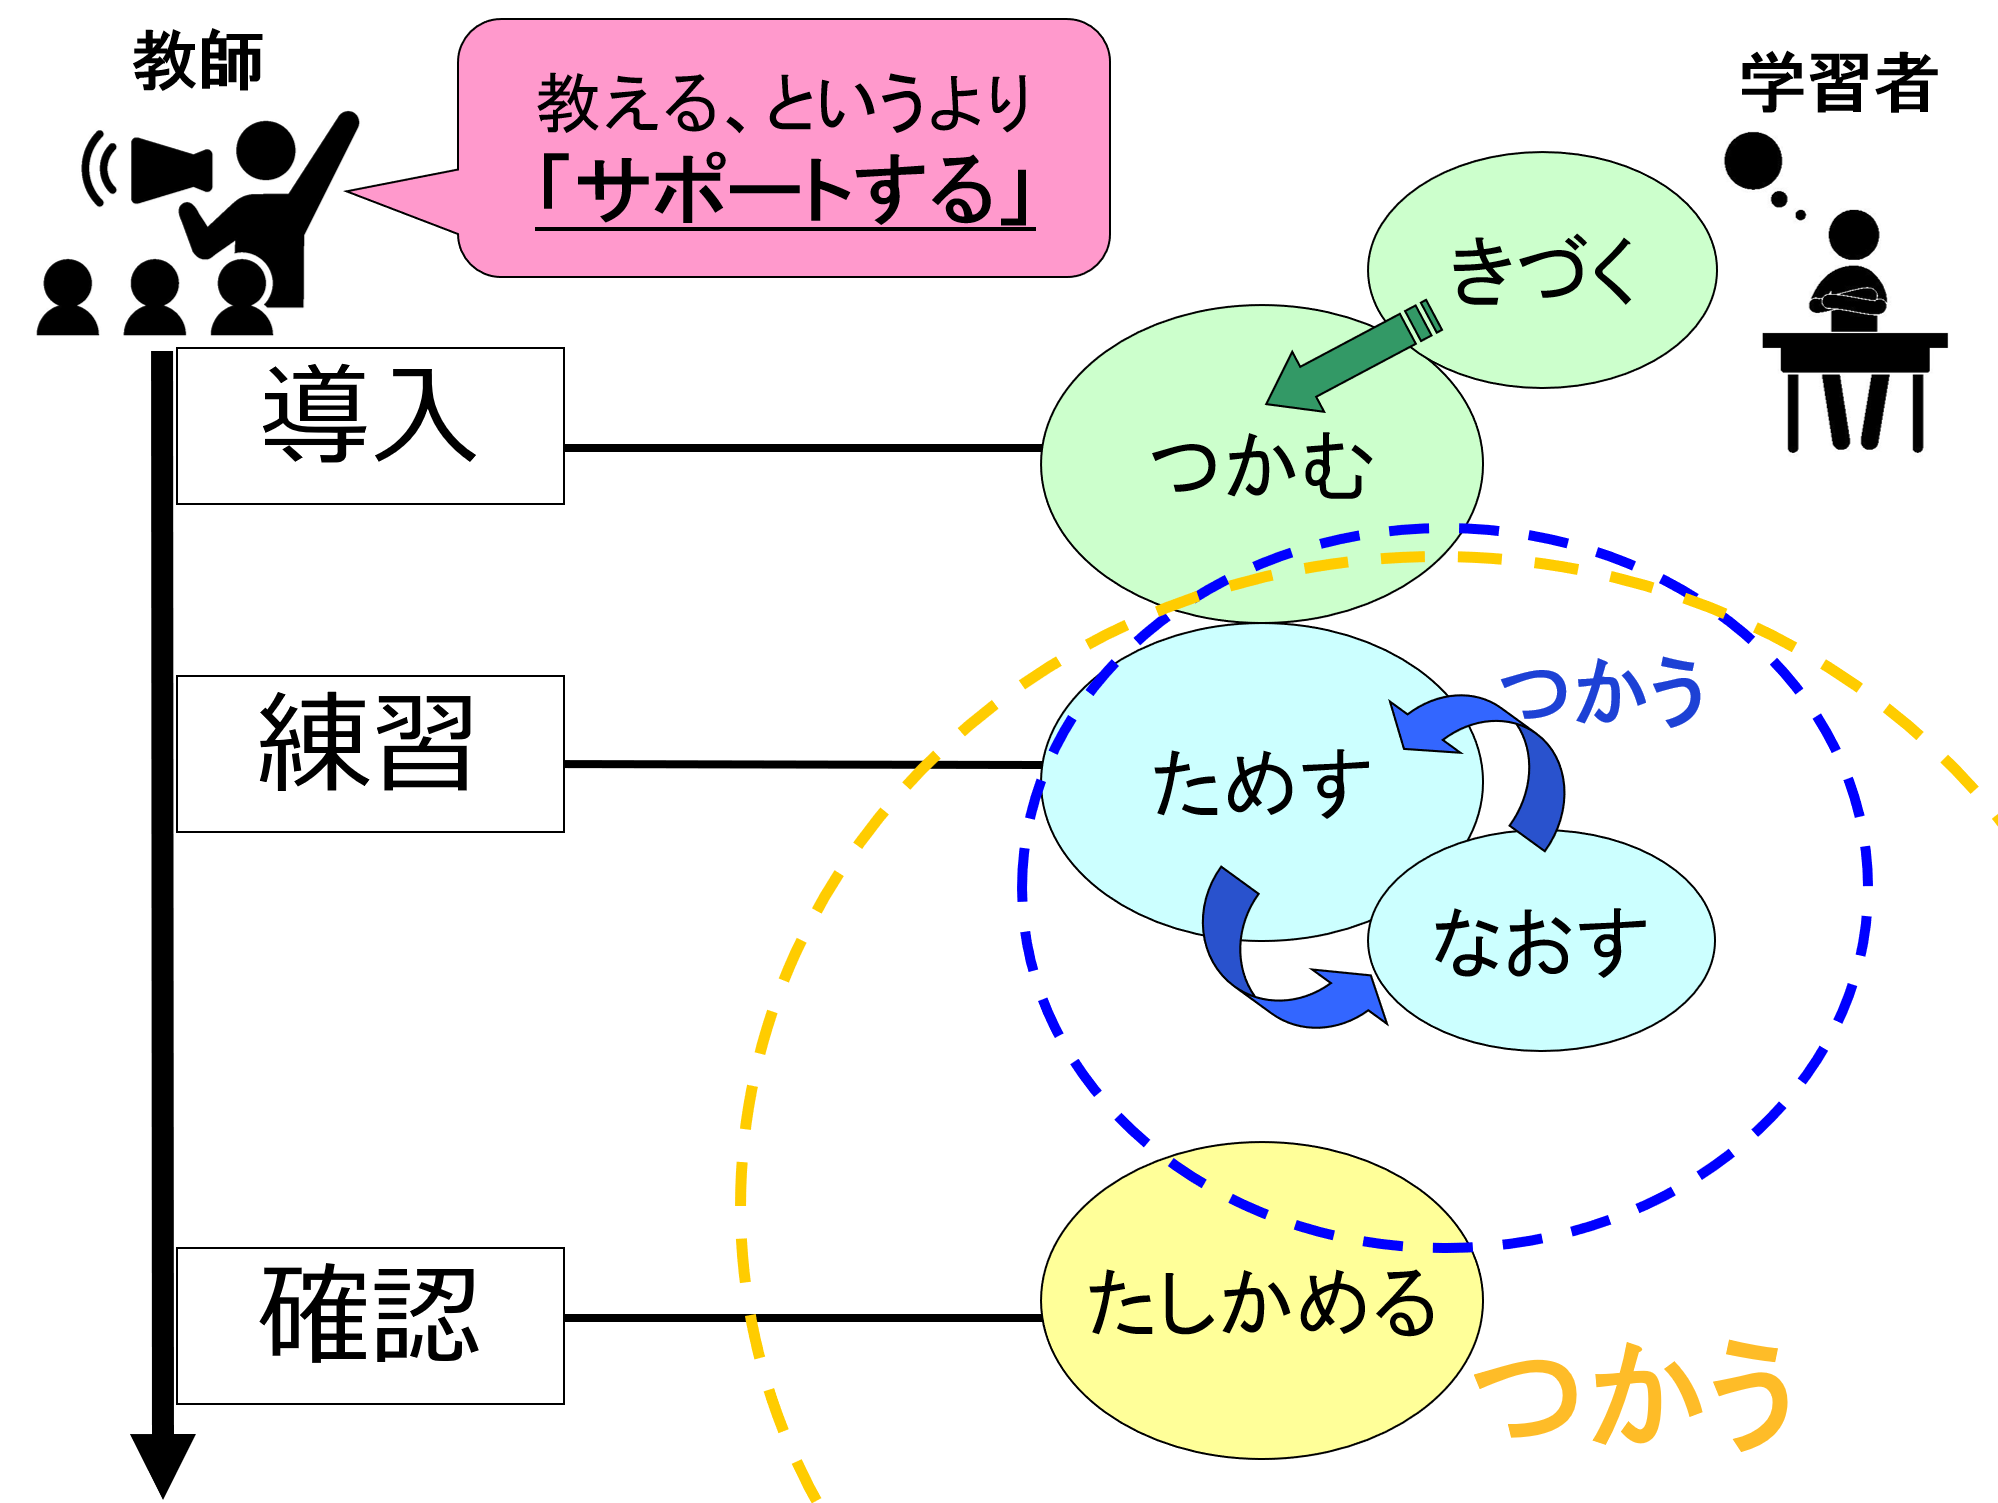 教師
教える、というより
「サポートする」
学習者
きづく
導入
つかむ
つかう
練習
ためす
なおす
確認
たしかめる
つかう